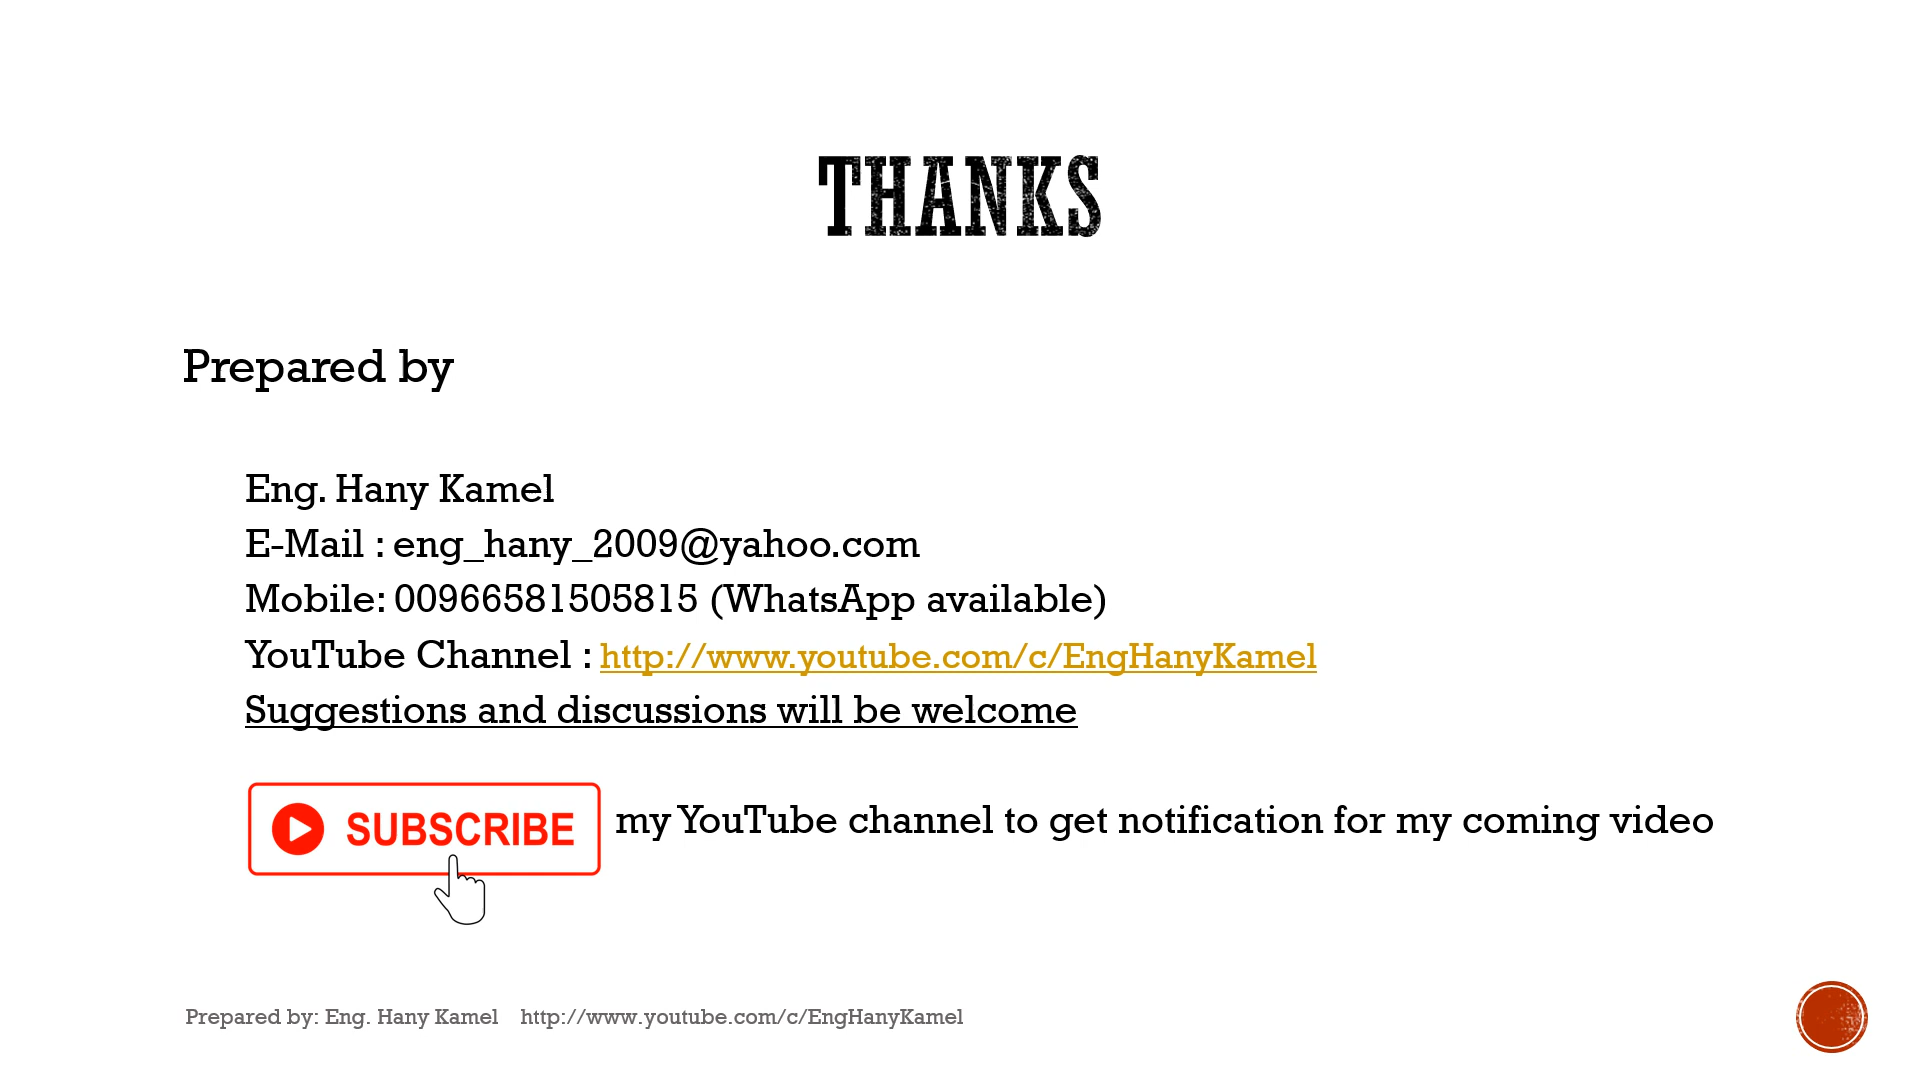 THANKS
Prepared by
Eng. Hany Kamel
E-Mail : eng_hany_2009@yahoo.com
Mobile: 00966581505815 (WhatsApp available)
YouTube Channel : http://www.youtube.com/c/EngHanyKamel
Suggestions and discussions will be welcome
SUBSCRIBE my YouTube channel to get notification for my coming video
Prepared by: Eng. Hany Kamel http://www.youtube.com/c/EngHanyKamel